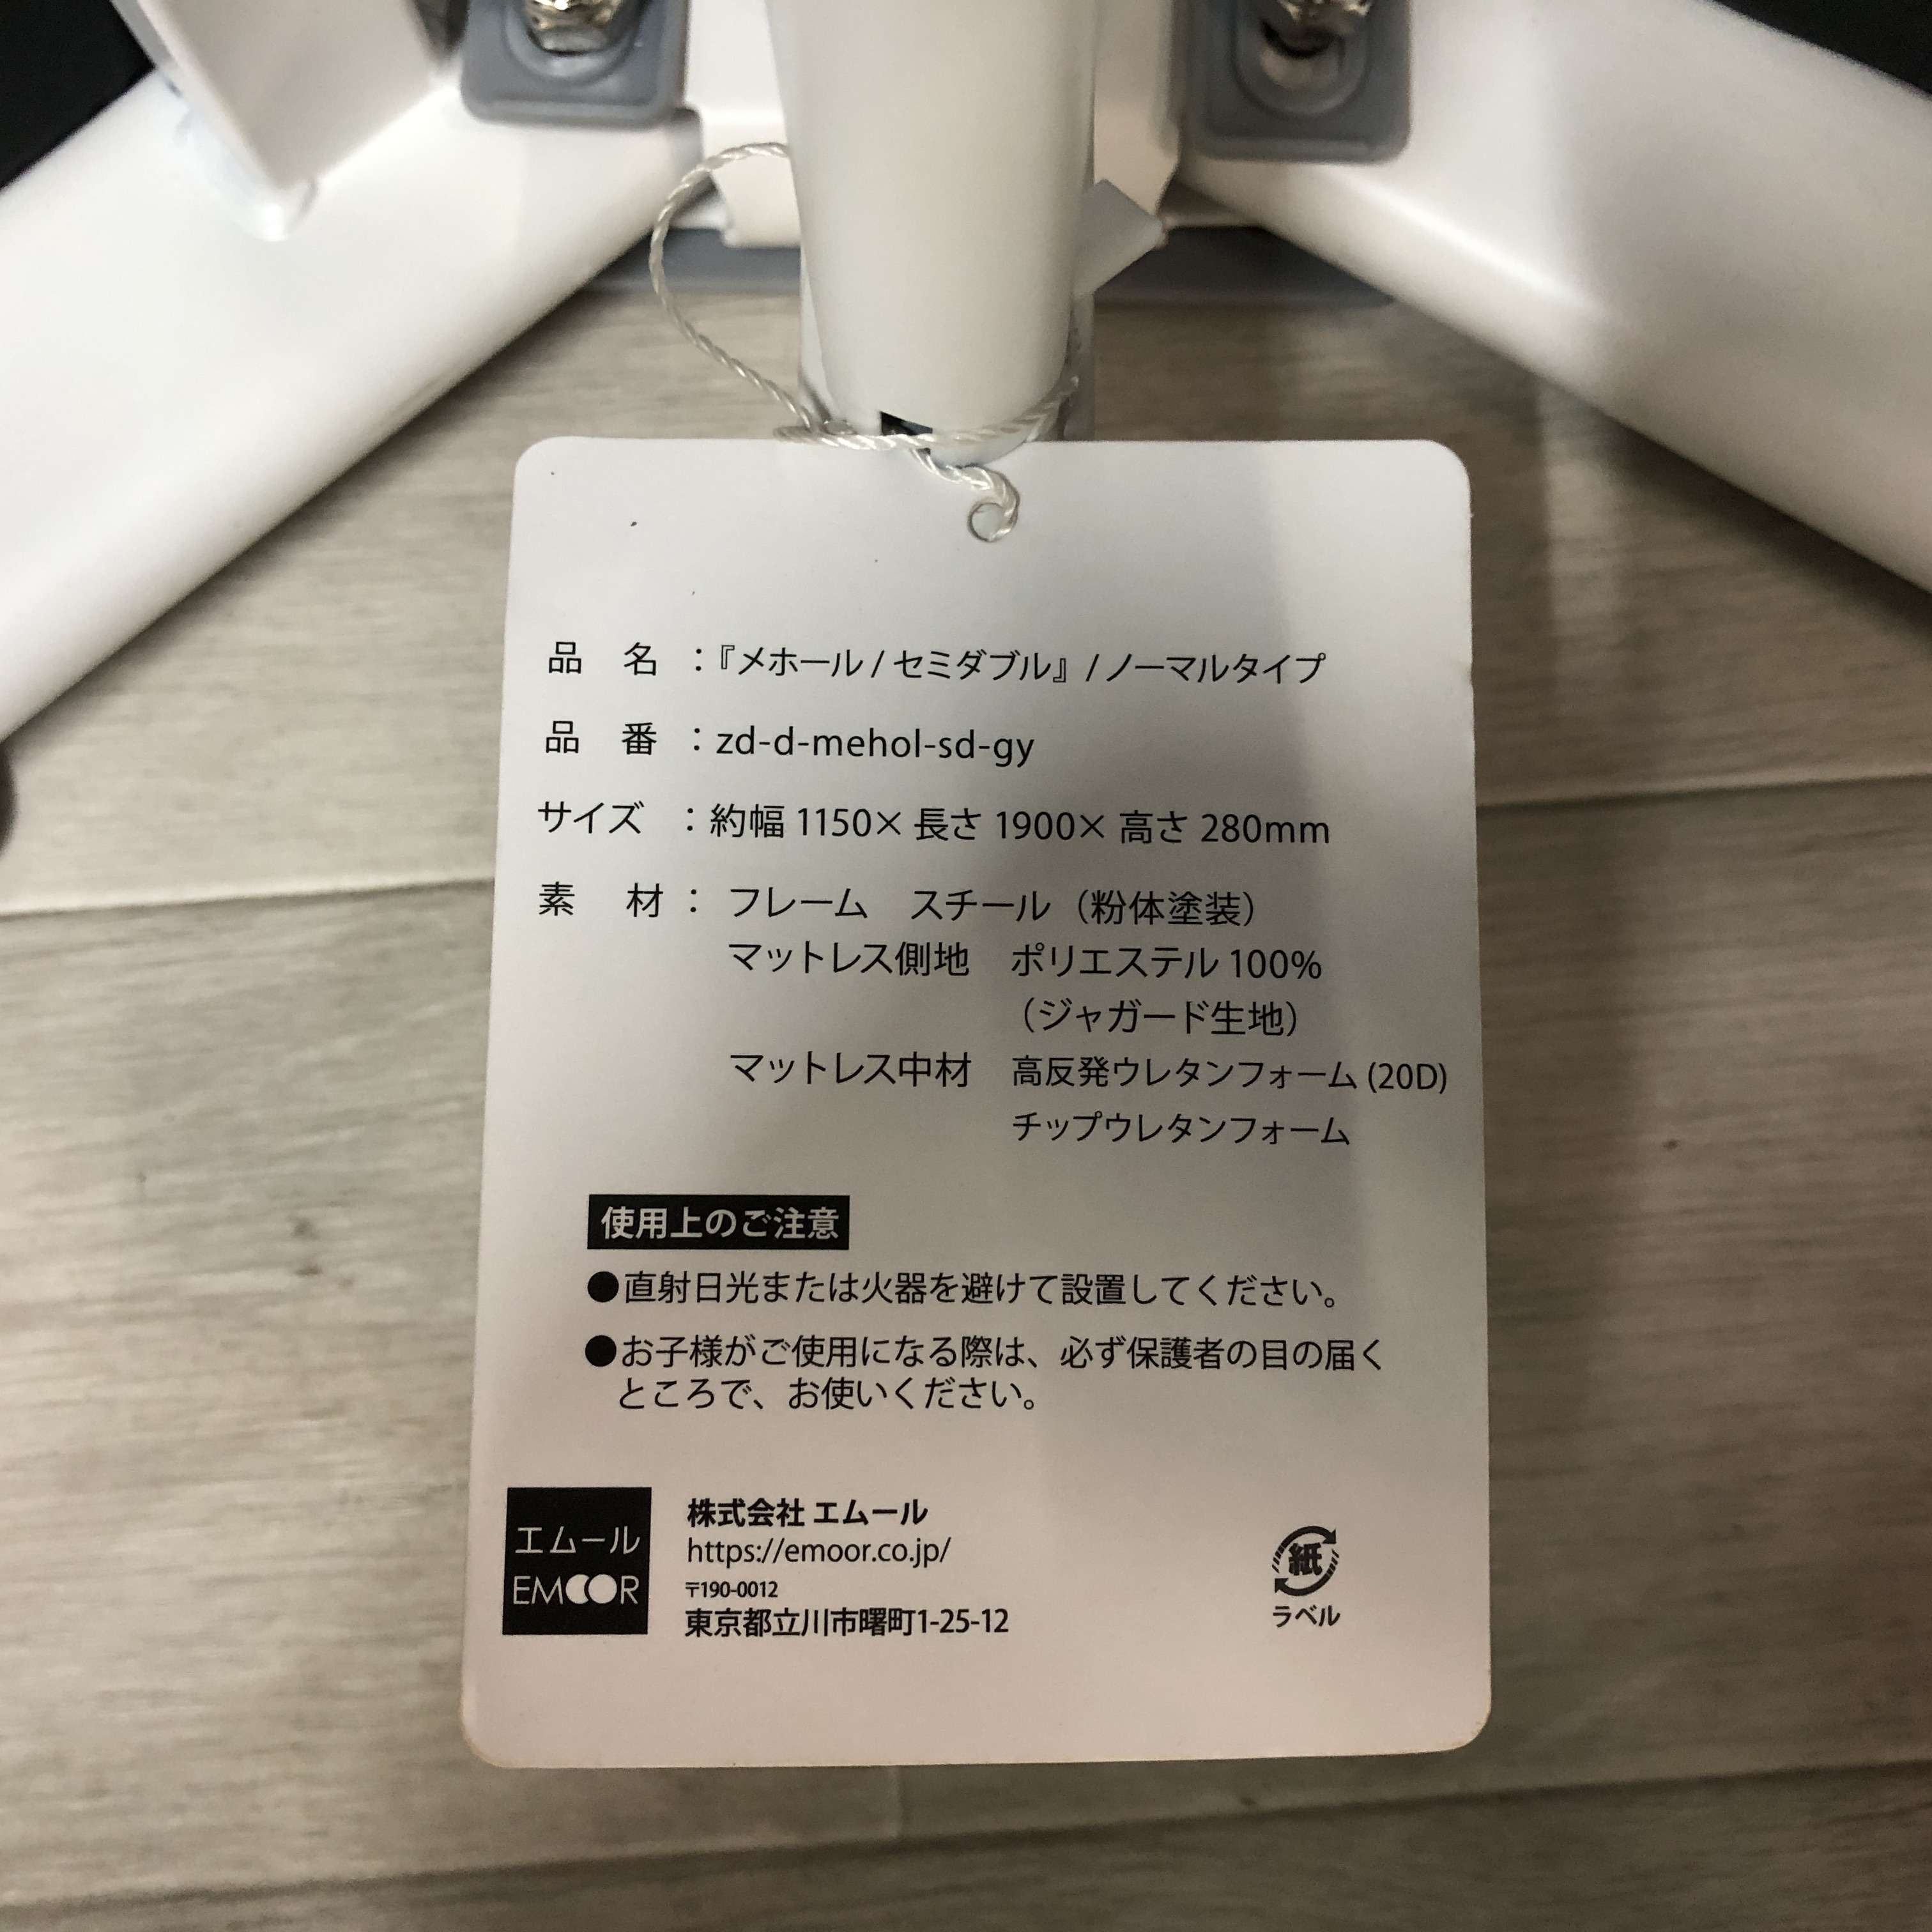 品 名 ：『メホール / セミダブル』 / ノーマルタイプ
品 番 ：zd-d-mehol-sd-gy
サイズ ：約幅 1150× 長さ 1900× 高さ 280mm
素 材 ： フレーム スチール（粉体塗装）
マットレス側地 ポリエステル 100%
（ジャガード生地）
マットレス中材 高反発ウレタンフォーム (20D)
チップウレタンフォーム
使用上のご注意
●直射日光または火器を避けて設置してください。
●お子様がご使用になる際は、必ず保護者の目の届く
ところで、お使いください。
エムール
EMOOR
株式会社 エムール
https://emoor.co.jp/
〒190-0012
東京都立川市曙町1-25-12
紙
ラベル